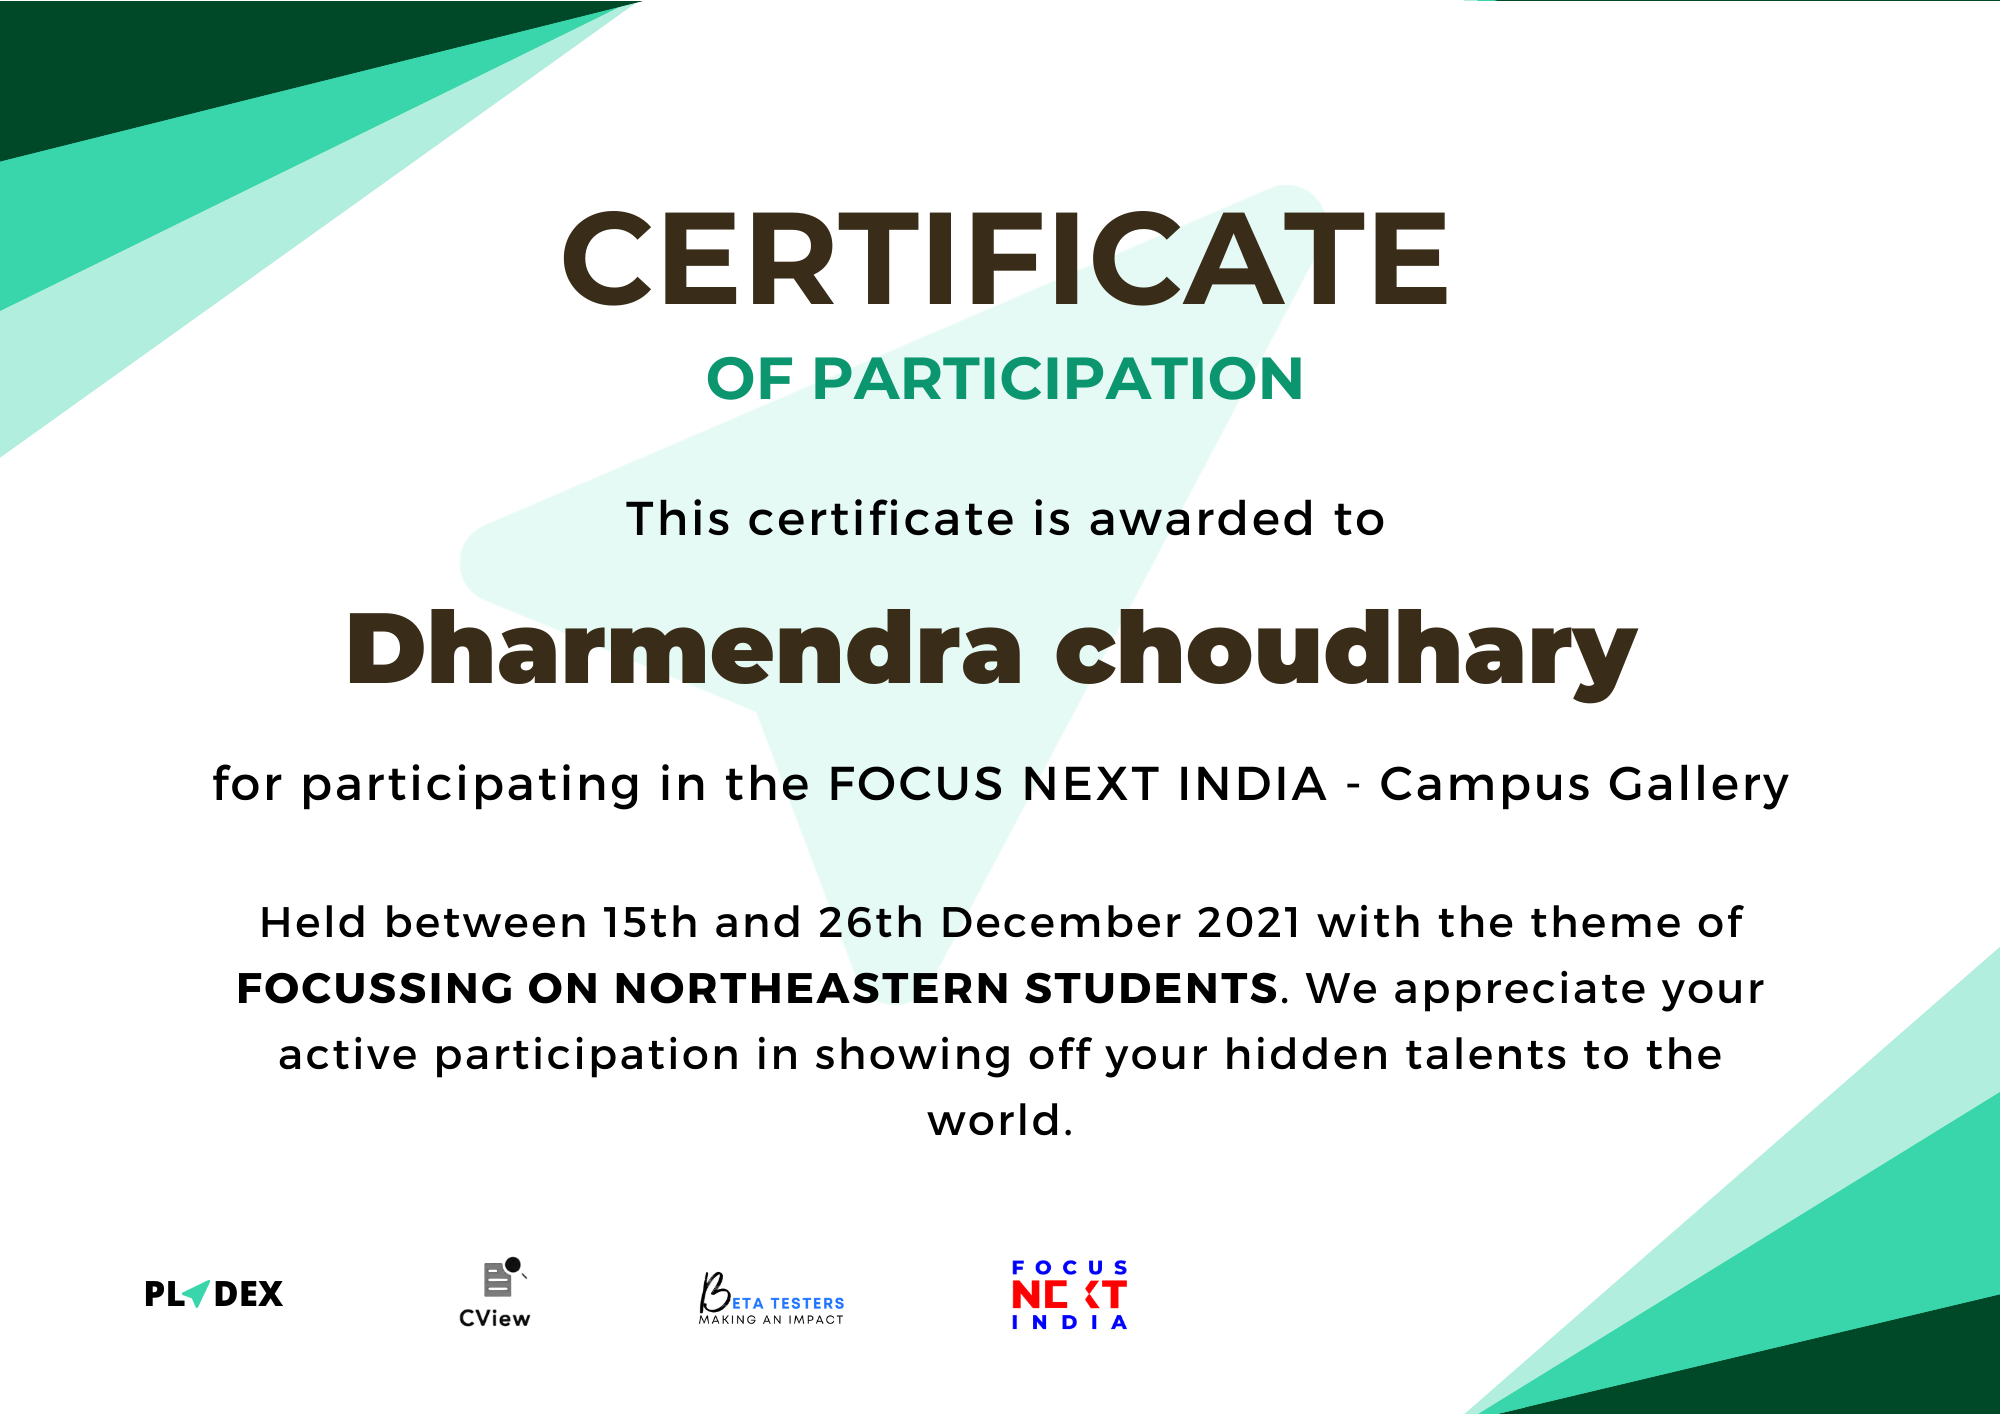 CERTIFICATE
OF PARTICIPATION
This certificate is awarded to
Dharmendra choudhary
for participating in the FOCUS NEXT INDIA - Campus Gallery
Held between 15th and 26th December 2021 with the theme of
FOCUSSING ON NORTHEASTERN STUDENTS. We appreciate your
active participation in showing off your hidden talents to the
world.
PLADEX
CView
BETA TESTERS
MAKING AN IMPACT
FOCUS
NEXT
INDIA